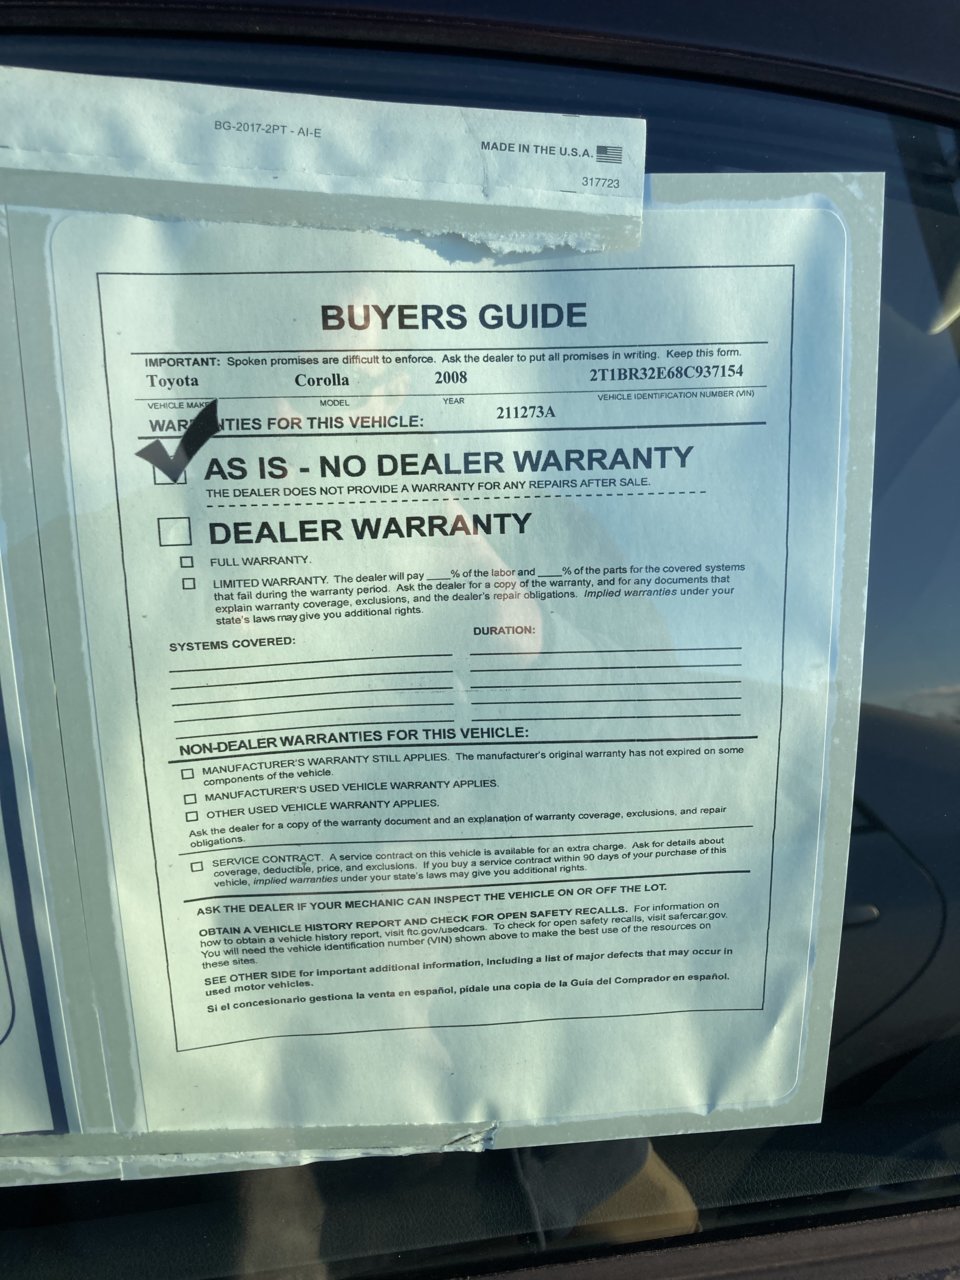 BG-2017-2PT - AI-E
MADE IN THE U.S.A.
317723
BUYERS GUIDE
IMPORTANT: Spoken promises are difficult to enforce. Ask the dealer to put all promises in writing. Keep this form.
Toyota Corolla 2008 2T1BR32E68C937154
VEHICLE MAKE MODEL YEAR VEHICLE IDENTIFICATION NUMBER (VIN)
WARRANTIES FOR THIS VEHICLE: 211273A
AS IS - NO DEALER WARRANTY
THE DEALER DOES NOT PROVIDE A WARRANTY FOR ANY REPAIRS AFTER SALE.
DEALER WARRANTY
FULL WARRANTY.
LIMITED WARRANTY. The dealer will pay ____% of the labor and ____% of the parts for the covered systems
that fail during the warranty period. Ask the dealer for a copy of the warranty, and for any documents that
explain warranty coverage, exclusions, and the dealer's repair obligations. Implied warranties under your
state's laws may give you additional rights.
SYSTEMS COVERED: DURATION:
NON-DEALER WARRANTIES FOR THIS VEHICLE:
MANUFACTURER'S WARRANTY STILL APPLIES. The manufacturer's original warranty has not expired on some
components of the vehicle.
MANUFACTURER'S USED VEHICLE WARRANTY APPLIES.
OTHER USED VEHICLE WARRANTY APPLIES.
Ask the dealer for a copy of the warranty document and an explanation of warranty coverage, exclusions, and repair
obligations.
SERVICE CONTRACT. A service contract on this vehicle is available for an extra charge. Ask for details about
coverage, deductible, price, and exclusions. If you buy a service contract within 90 days of your purchase of this
vehicle, implied warranties under your state's laws may give you additional rights.
ASK THE DEALER IF YOUR MECHANIC CAN INSPECT THE VEHICLE ON OR OFF THE LOT.
OBTAIN A VEHICLE HISTORY REPORT AND CHECK FOR OPEN SAFETY RECALLS. For information on
how to obtain a vehicle history report, visit ftc.gov/usedcars. To check for open safety recalls, visit safercar.gov.
You will need the vehicle identification number (VIN) shown above to make the best use of the resources on
these sites.
SEE OTHER SIDE for important additional information, including a list of major defects that may occur in
used motor vehicles.
Si el concesionario gestiona la venta en español, pídale una copia de la Guía del Comprador en español.